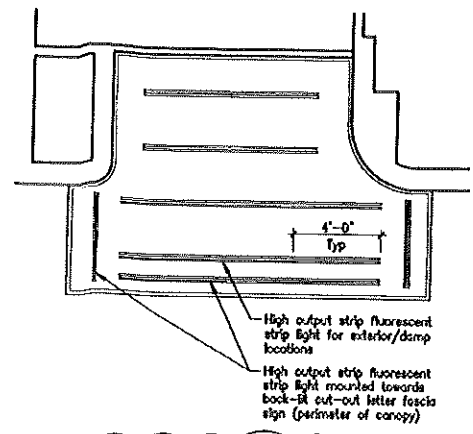 4'-0"
Typ
High output strip fluorescent
strip light for exterior/damp
locations
High output strip fluorescent
strip light mounted towards
back-lit cut-out letter fascia
sign (perimeter of canopy)